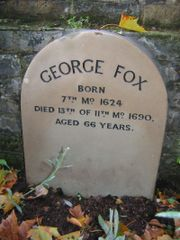 GEORGE FOX
BORN
7TH MO 1624
DIED 13TH OF 11TH MO 1690.
AGED 66 YEARS.